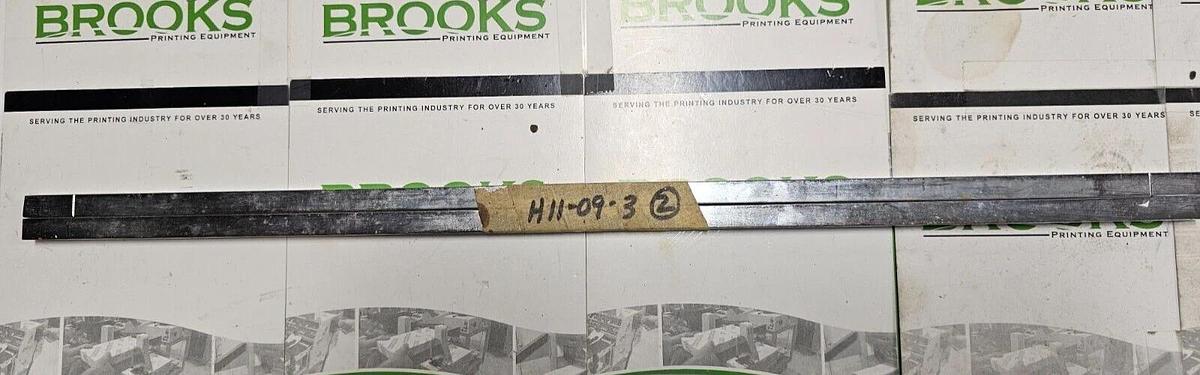 BROOKS
PRINTING EQUIPMENT
BROOKS
PRINTING EQUIPMENT
BROOKS
PRINTING EQUIPMENT
PRINTING EQUIPMENT
SERVING THE PRINTING INDUSTRY FOR OVER 30 YEARS
SERVING THE PRINTING INDUSTRY FOR OVER 30 YEARS
SERVING THE PRINTING INDUSTRY FOR OVER 30 YEARS
SERVING THE PRINTING INDUSTRY FOR OVER 30 YEARS
H11-09-3 2
PRINTING EQUIPMENT